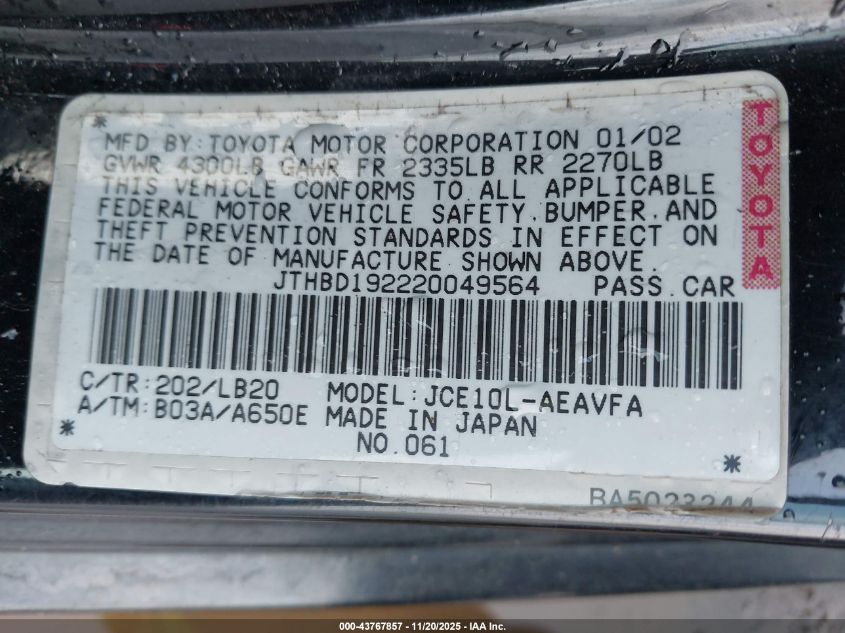 MFD BY:TOYOTA MOTOR CORPORATION 01/02
GVWR 4300LB GAWR FR 2335LB RR 2270LB
THIS VEHICLE CONFORMS TO ALL APPLICABLE
FEDERAL MOTOR VEHICLE SAFETY,BUMPER,AND
THEFT PREVENTION STANDARDS IN EFFECT ON
THE DATE OF MANUFACTURE SHOWN ABOVE.
JTHBD192220049564 PASS.CAR
TOYOTA
C/TR:202/LB20 MODEL:JCE10L-AEAVFA
A/TM:B03A/A650E MADE IN JAPAN
NO.061
BA5023244
000-43767857 - 11/20/2025 - IAA Inc.